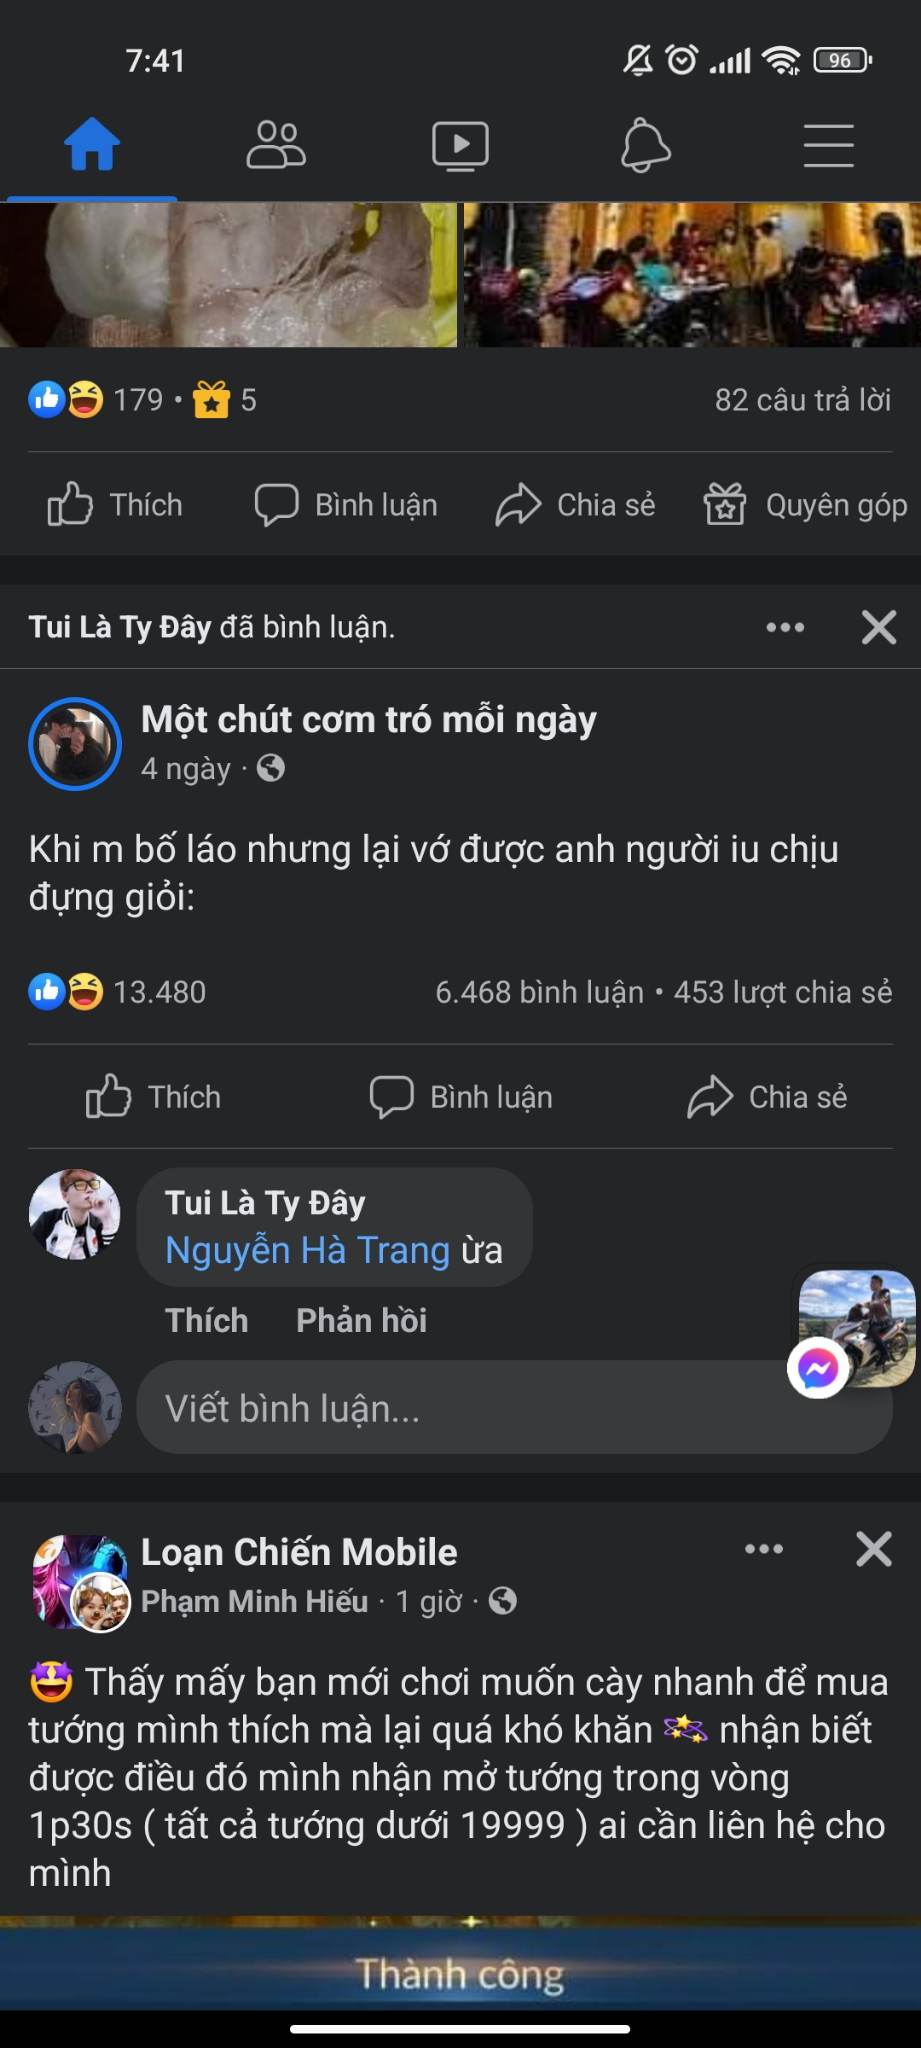 7:41
96
179 • 5
82 câu trả lời
Thích
Bình luận
Chia sẻ
Quyên góp
Tui Là Ty Đây đã bình luận.
Một chút cơm tró mỗi ngày
4 ngày ·
Khi m bố láo nhưng lại vớ được anh người iu chịu
đựng giỏi:
13.480
6.468 bình luận • 453 lượt chia sẻ
Thích
Bình luận
Chia sẻ
Tui Là Ty Đây
Nguyễn Hà Trang ừa
Thích Phản hồi
Viết bình luận...
Loạn Chiến Mobile
Phạm Minh Hiếu · 1 giờ ·
🤩 Thấy mấy bạn mới chơi muốn cày nhanh để mua
tướng mình thích mà lại quá khó khăn 💫 nhận biết
được điều đó mình nhận mở tướng trong vòng
1p30s ( tất cả tướng dưới 19999 ) ai cần liên hệ cho
mình
Thành công